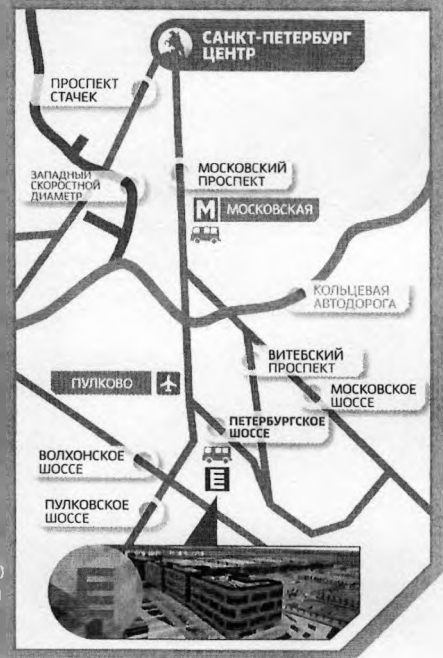 САНКТ-ПЕТЕРБУРГ
ЦЕНТР
ПРОСПЕКТ
СТАЧЕК
ЗАПАДНЫЙ
СКОРОСТНОЙ
ДИАМЕТР
МОСКОВСКИЙ
ПРОСПЕКТ
М МОСКОВСКАЯ
КОЛЬЦЕВАЯ
АВТОДОРОГА
ВИТЕБСКИЙ
ПРОСПЕКТ
ПУЛКОВО
МОСКОВСКОЕ
ШОССЕ
ПЕТЕРБУРГСКОЕ
ШОССЕ
ВОЛХОНСКОЕ
ШОССЕ
E
ПУЛКОВСКОЕ
ШОССЕ
E